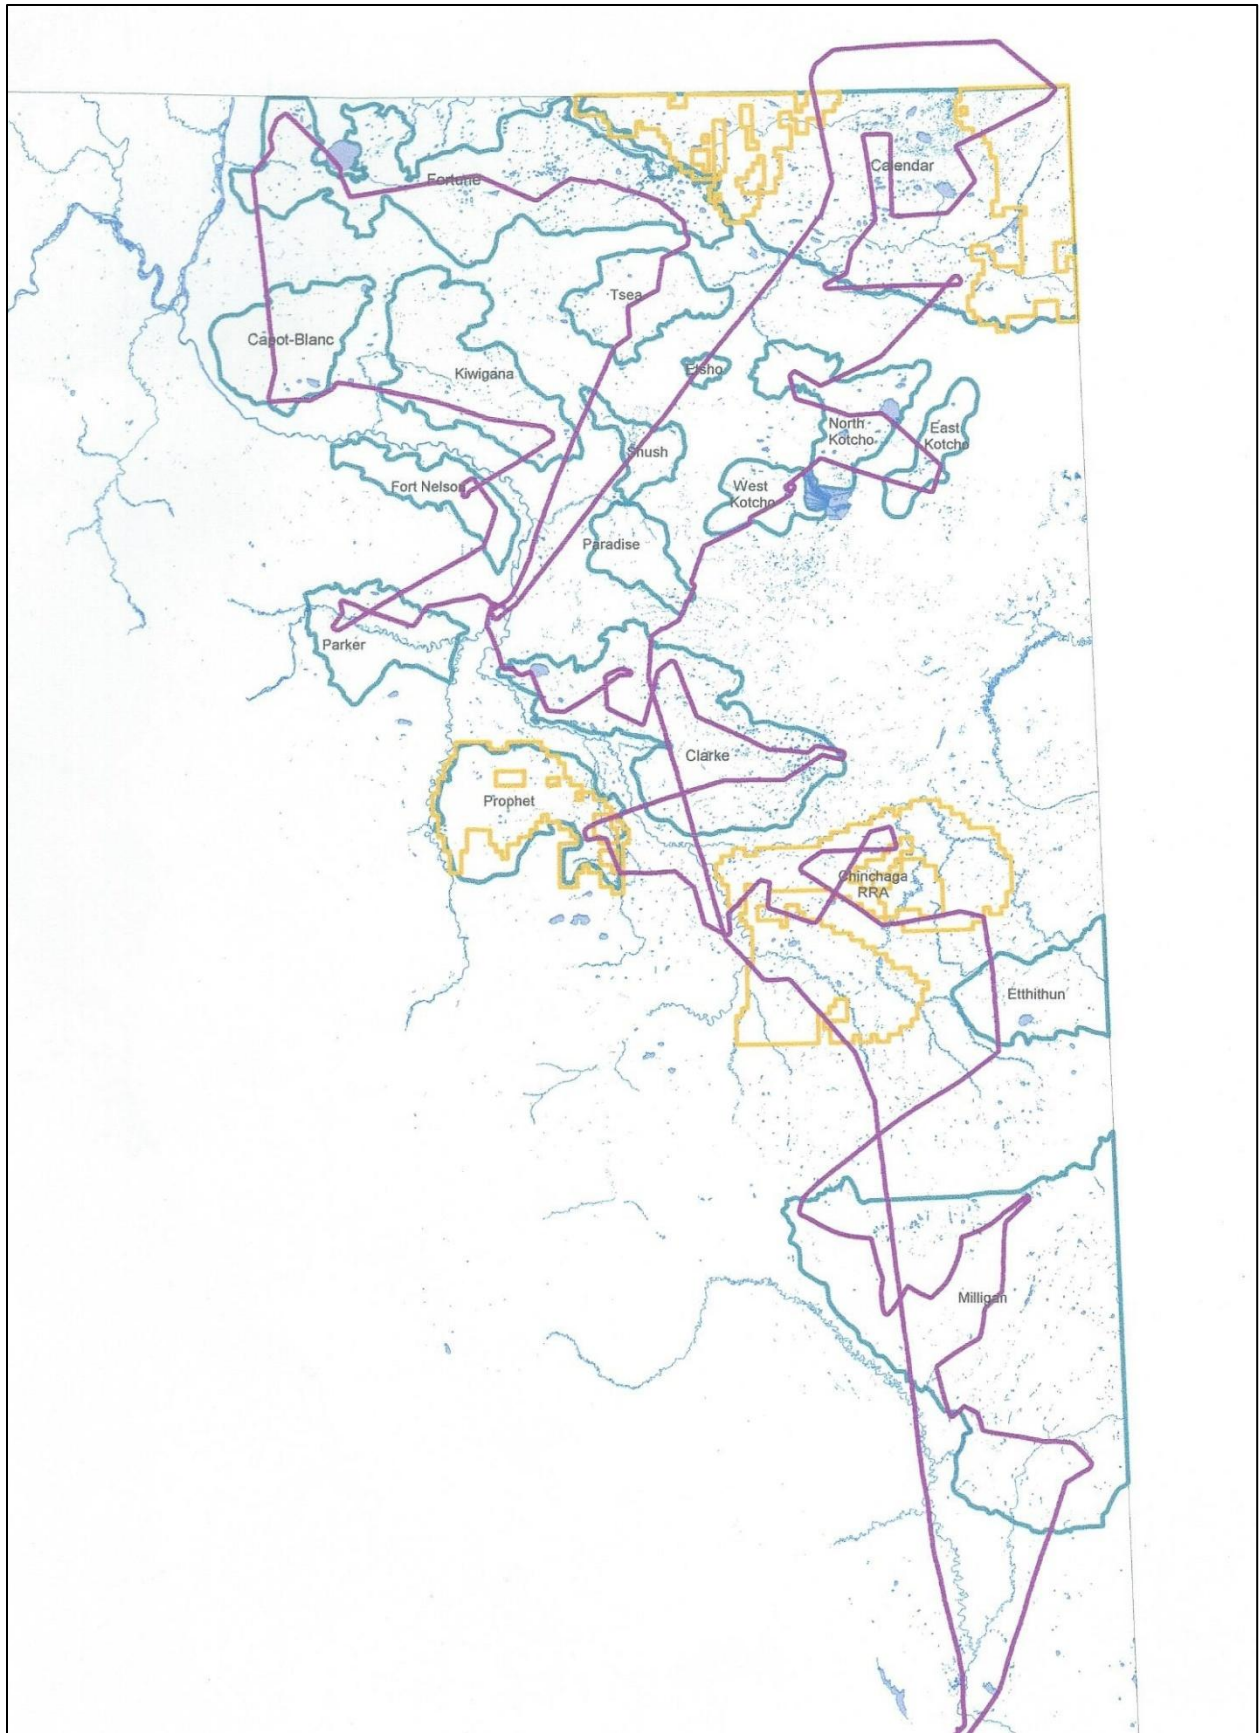 Calendar
Fortune
Tsea
Capot-Blanc
Etsho
Kiwigana
North
Kotcho
East
Kotcho
Snush
West
Kotcho
Fort Nelson
Paradise
Parker
Clarke
Prophet
Chinchaga
RRA
Etthithun
Milligan